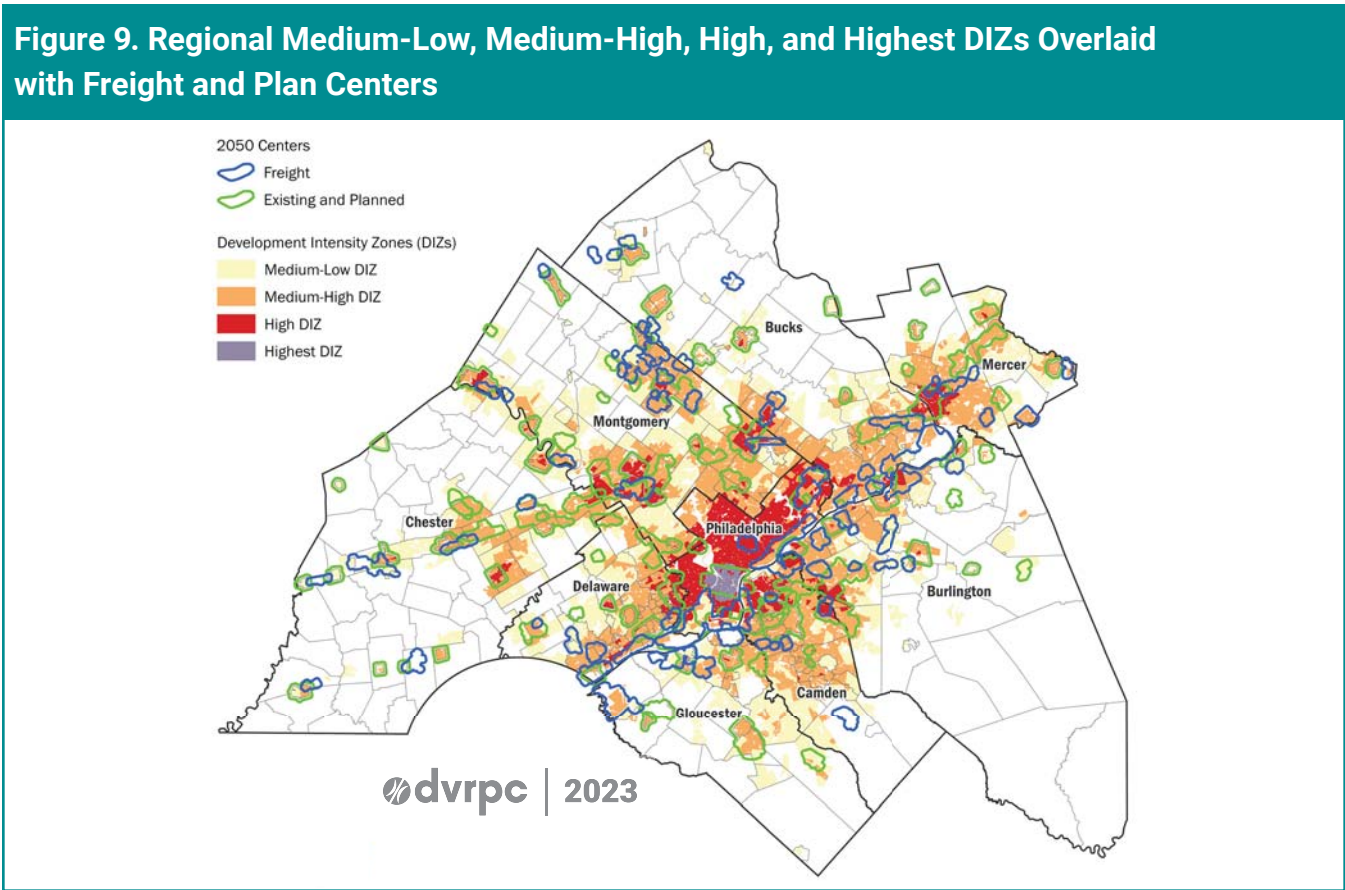 Figure 9. Regional Medium-Low, Medium-High, High, and Highest DIZs Overlaid
with Freight and Plan Centers
2050 Centers
Freight
Existing and Planned
Development Intensity Zones (DIZs)
Medium-Low DIZ
Medium-High DIZ
High DIZ
Highest DIZ
Bucks
Mercer
Montgomery
Chester
Philadelphia
Delaware
Burlington
Camden
Gloucester
dvrpc | 2023